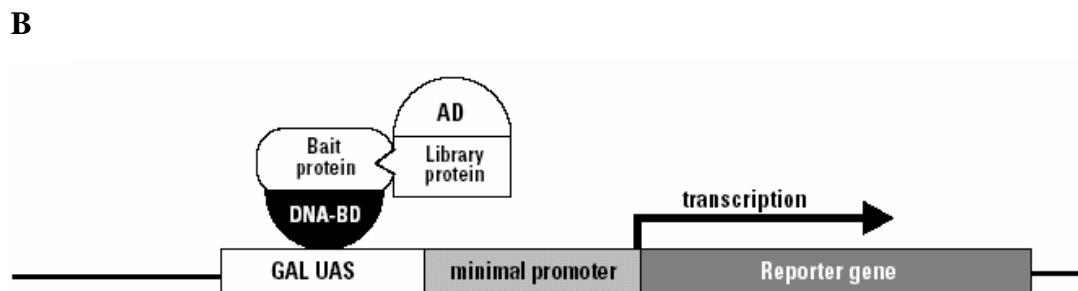 B
AD
Bait
protein
Library
protein
DNA-BD
transcription
GAL UAS
minimal promoter
Reporter gene